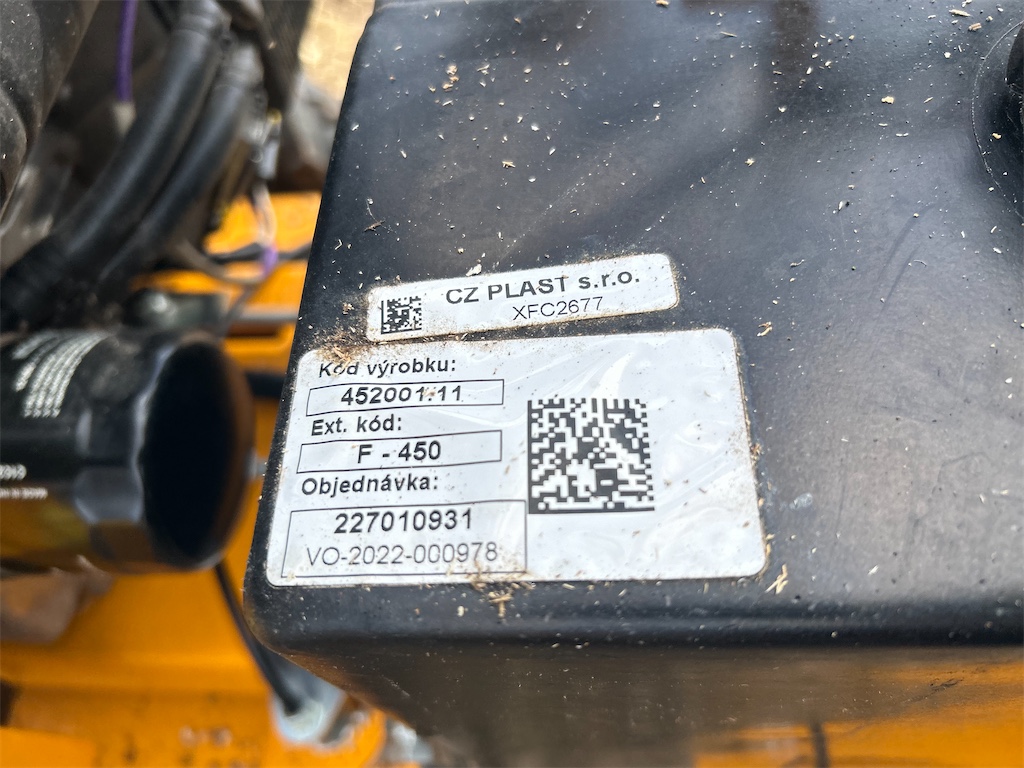 CZ PLAST s.r.o.
XFC2677
Kód výrobku:
452001.11
Ext. kód:
F - 450
Objednávka:
227010931
VO-2022-000978